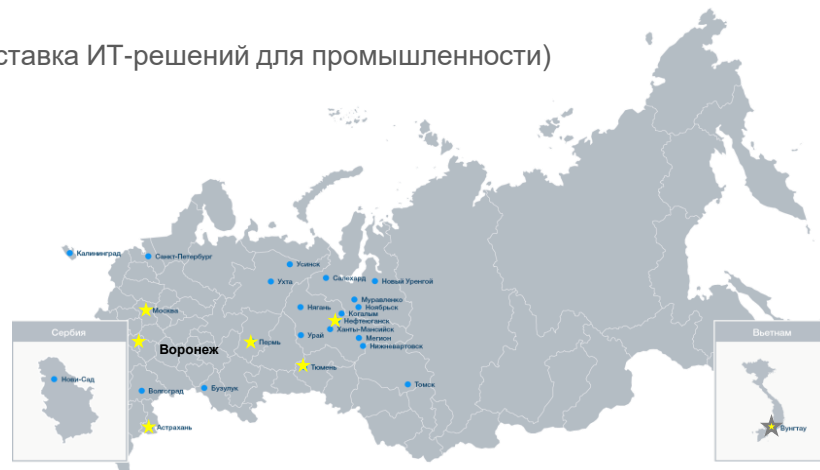 ставка ИТ-решений для промышленности)
Калининград
Санкт-Петербург
Усинск
Ухта
Салехард
Новый Уренгой
Муравленко
Ноябрьск
Нягань
Когалым
Нефтеюганск
Ханты-Мансийск
Урай
Мегион
Нижневартовск
Москва
Воронеж
Пермь
Тюмень
Томск
Волгоград
Бузулук
Астрахань
Сербия
Нови-Сад
Вьетнам
Вунгтау